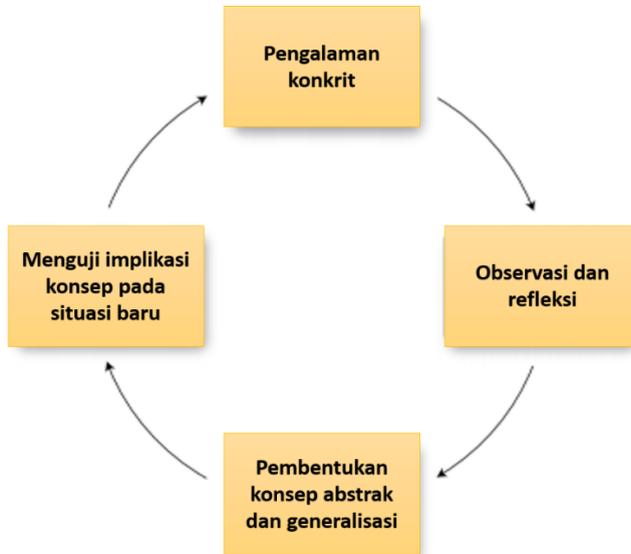 Pengalaman
konkrit
Observasi dan
refleksi
Pembentukan
konsep abstrak
dan generalisasi
Menguji implikasi
konsep pada
situasi baru